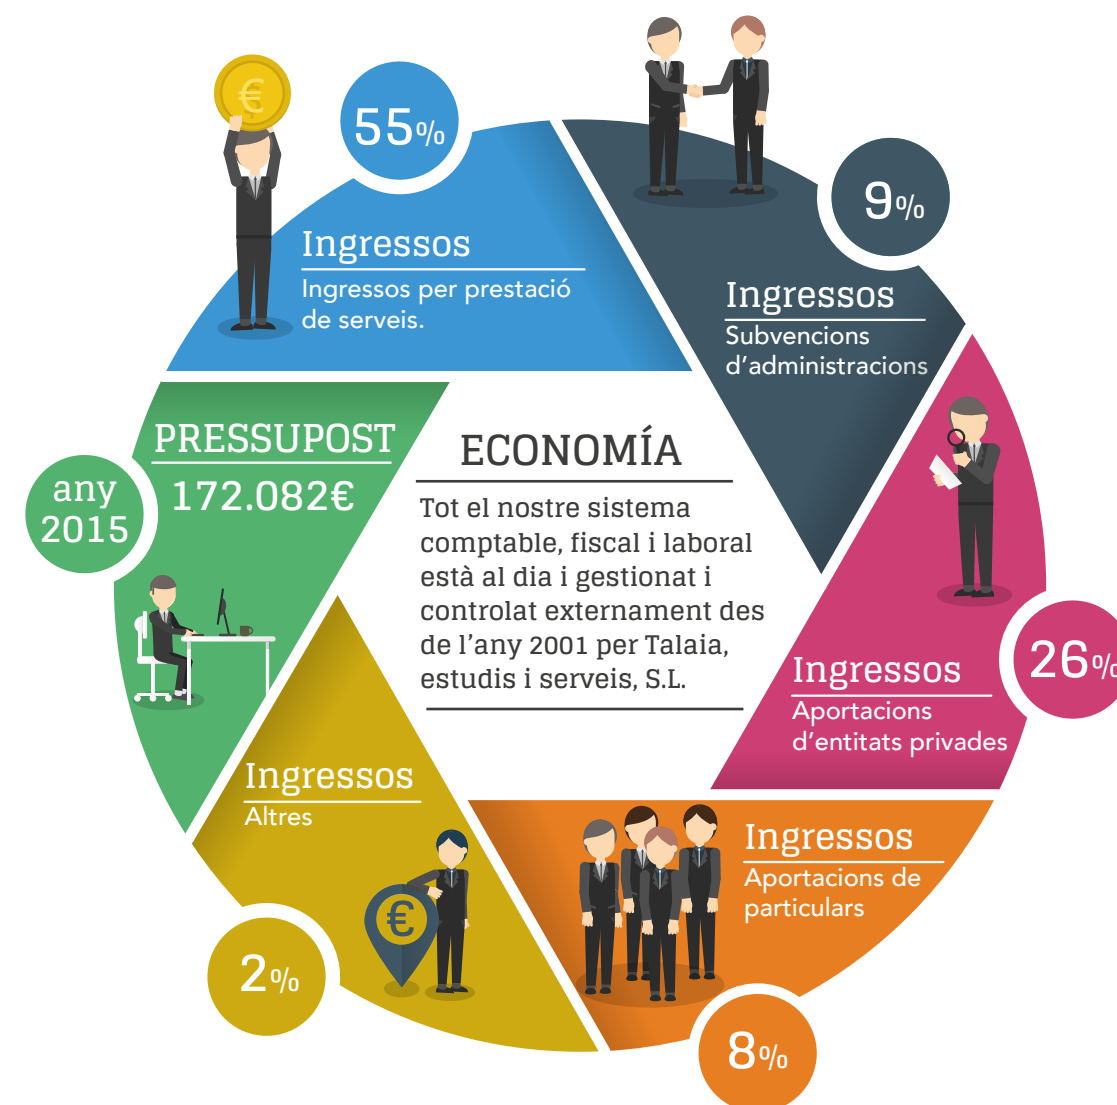 55%
Ingressos
Ingressos per prestació
de serveis.
9%
Ingressos
Subvencions
d'administracions
26%
Ingressos
Aportacions
d'entitats privades
8%
Ingressos
Aportacions de
particulars
2%
Ingressos
Altres
any
2015
PRESSUPOST
172.082€
ECONOMÍA
Tot el nostre sistema
comptable, fiscal i laboral
està al dia i gestionat i
controlat externament des
de l'any 2001 per Talaia,
estudis i serveis, S.L.
€
€